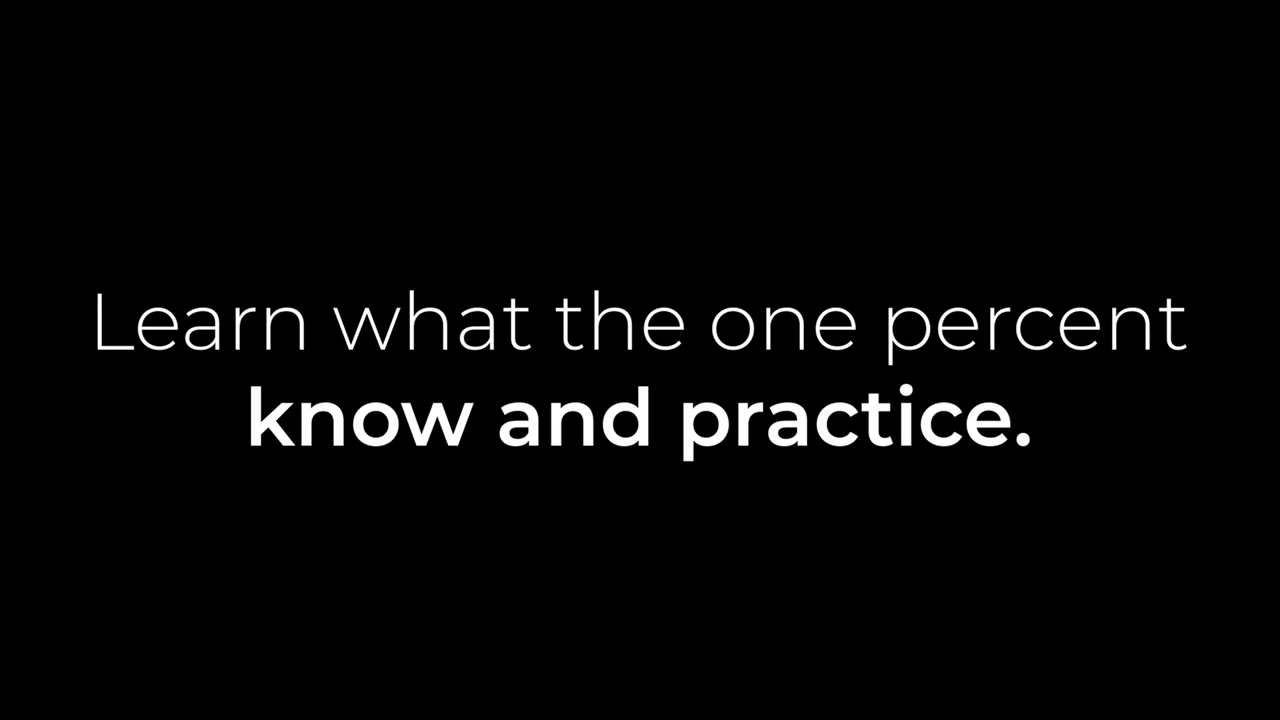 Learn what the one percent
know and practice.